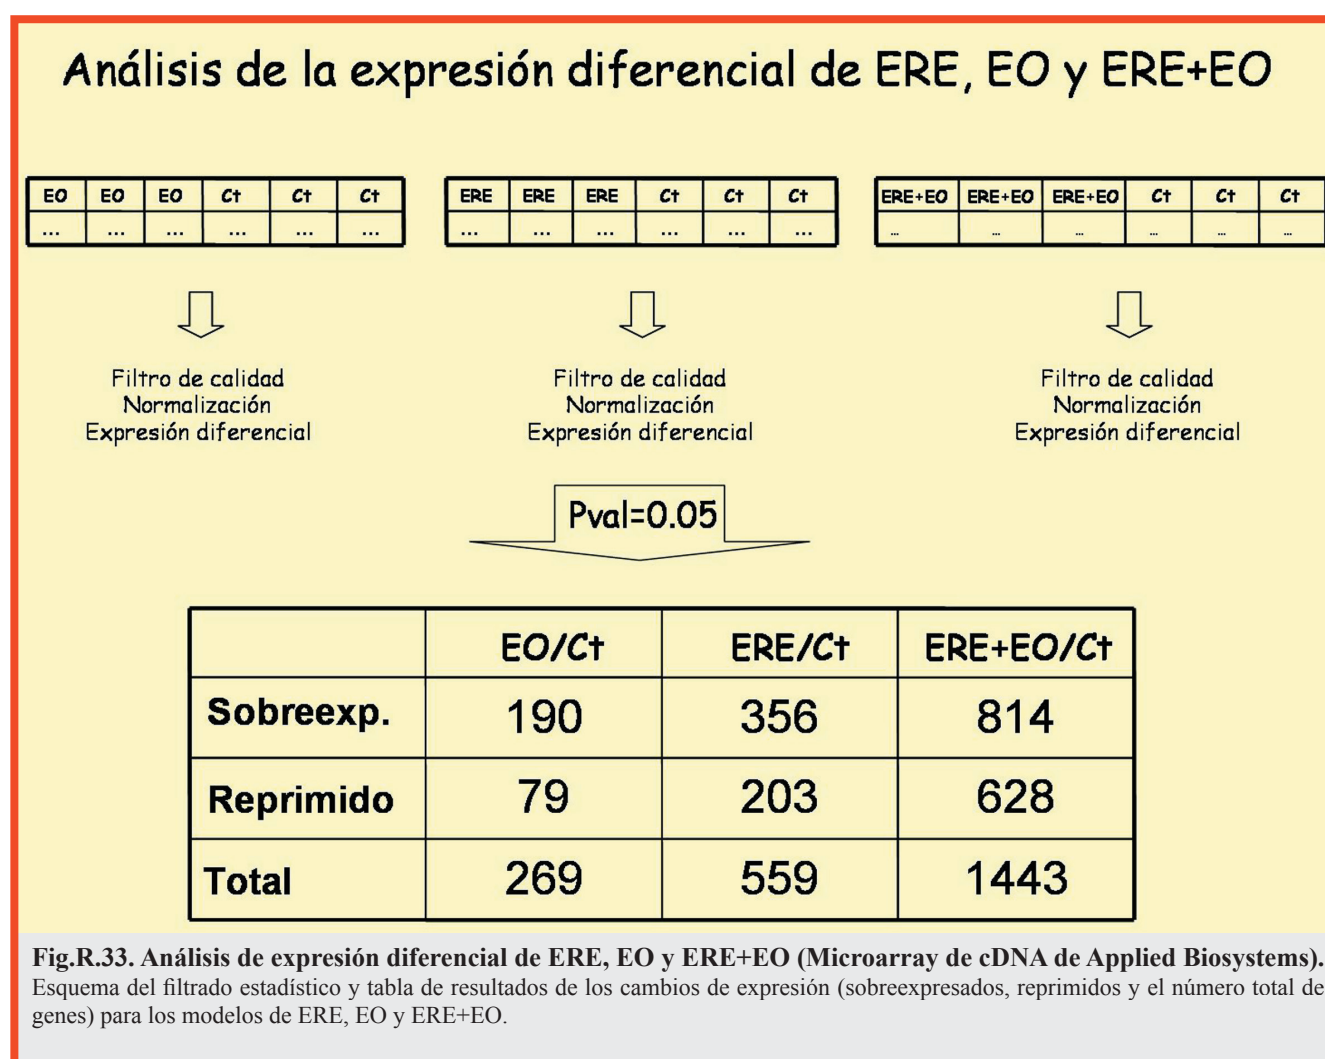 Análisis de la expresión diferencial de ERE, EO y ERE+EO
EO EO EO Ct Ct Ct
... ... ... ... ... ...
ERE ERE ERE Ct Ct Ct
... ... ... ... ... ...
ERE+EO ERE+EO ERE+EO Ct Ct Ct
... ... ... ... ... ...
Filtro de calidad
Normalización
Expresión diferencial
Filtro de calidad
Normalización
Expresión diferencial
Filtro de calidad
Normalización
Expresión diferencial
Pval=0.05
EO/Ct ERE/Ct ERE+EO/Ct
Sobreexp. 190 356 814
Reprimido 79 203 628
Total 269 559 1443
Fig.R.33. Análisis de expresión diferencial de ERE, EO y ERE+EO (Microarray de cDNA de Applied Biosystems).
Esquema del filtrado estadístico y tabla de resultados de los cambios de expresión (sobreexpresados, reprimidos y el número total de
genes) para los modelos de ERE, EO y ERE+EO.